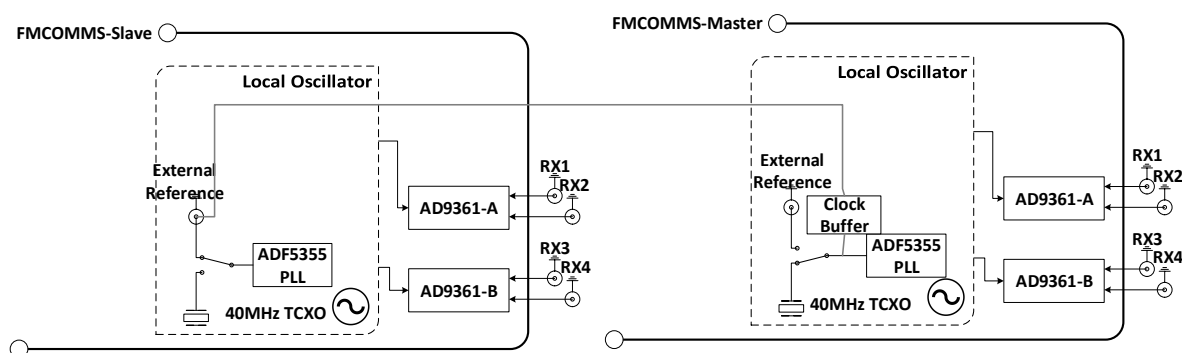 FMCOMMS-Slave
Local Oscillator
External
Reference
ADF5355
PLL
40MHz TCXO
AD9361-A
AD9361-B
RX1
RX2
RX3
RX4
FMCOMMS-Master
Local Oscillator
External
Reference
Clock
Buffer
ADF5355
PLL
40MHz TCXO
AD9361-A
AD9361-B
RX1
RX2
RX3
RX4